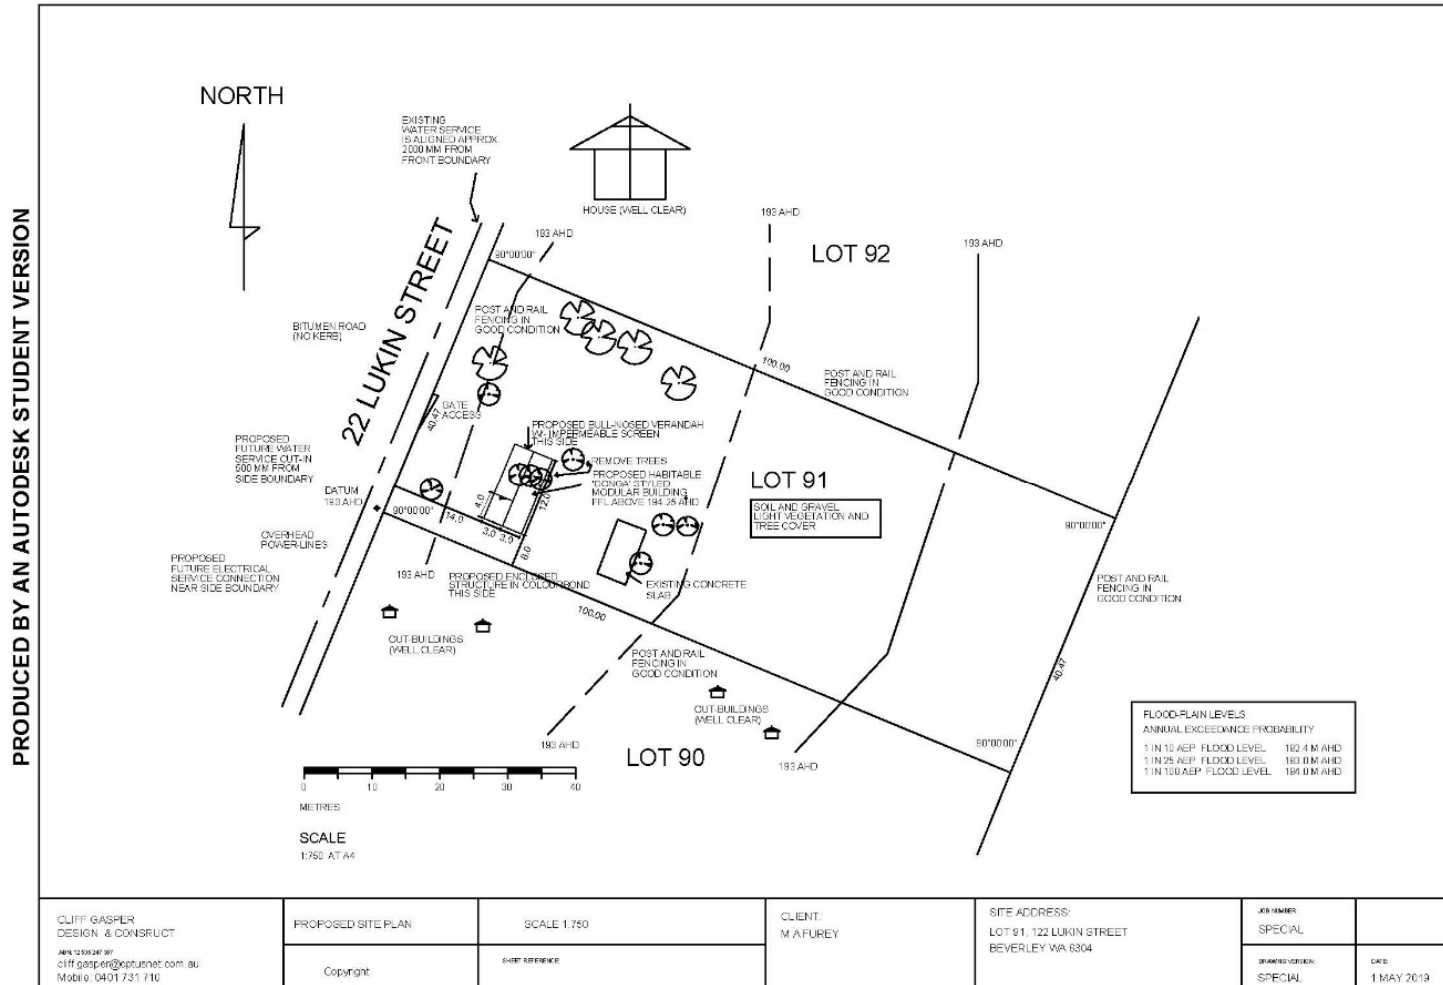 PRODUCED BY AN AUTODESK STUDENT VERSION
NORTH
EXISTING
WATER SERVICE
IS ALIGNED APPROX
2000 MM FROM
FRONT BOUNDARY
HOUSE (WELL CLEAR)
193 AHD
193 AHD
193 AHD
LOT 92
90°00'00"
22 LUKIN STREET
BITUMEN ROAD
(NO KERB)
POST AND RAIL
FENCING IN
GOOD CONDITION
100.00
POST AND RAIL
FENCING IN
GOOD CONDITION
GATE
ACCESS
40.47
PROPOSED BULL-NOSED VERANDAH
W/- IMPERMEABLE SCREEN
THIS SIDE
REMOVE TREES
PROPOSED HABITABLE
'DONGA' STYLED
MODULAR BUILDING
FFL ABOVE 194.25 AHD
PROPOSED
FUTURE WATER
SERVICE CUT-IN
500 MM FROM
SIDE BOUNDARY
DATUM
193 AHD
LOT 91
SOIL AND GRAVEL
LIGHT VEGETATION AND
TREE COVER
90°00'00"
4.0
12.0
14.0
3.0
3.0
6.0
90°00'00"
OVERHEAD
POWER-LINES
PROPOSED
FUTURE ELECTRICAL
SERVICE CONNECTION
NEAR SIDE BOUNDARY
193 AHD
PROPOSED ENCLOSED
STRUCTURE IN COLOURBOND
THIS SIDE
EXISTING CONCRETE
SLAB
POST AND RAIL
FENCING IN
GOOD CONDITION
100.00
OUT-BUILDINGS
(WELL CLEAR)
POST AND RAIL
FENCING IN
GOOD CONDITION
40.47
OUT-BUILDINGS
(WELL CLEAR)
193 AHD
LOT 90
193 AHD
90°00'00"
FLOOD-PLAIN LEVELS
ANNUAL EXCEEDANCE PROBABILITY
1 IN 10 AEP FLOOD LEVEL 192.4 M AHD
1 IN 25 AEP FLOOD LEVEL 193.0 M AHD
1 IN 100 AEP FLOOD LEVEL 194.0 M AHD
0 10 20 30 40
METRES
SCALE
1:750 AT A4
CLIFF GASPER
DESIGN & CONSRUCT
cliff.gasper@optusnet.com.au
Mobile: 0401 731 710
PROPOSED SITE PLAN
Copyright
SCALE 1:750
SHEET REFERENCE
CLIENT:
M A FUREY
SITE ADDRESS:
LOT 91, 122 LUKIN STREET
BEVERLEY WA 6304
JOB NUMBER
SPECIAL
DRAWING VERSION:
SPECIAL
DATE:
1 MAY 2019